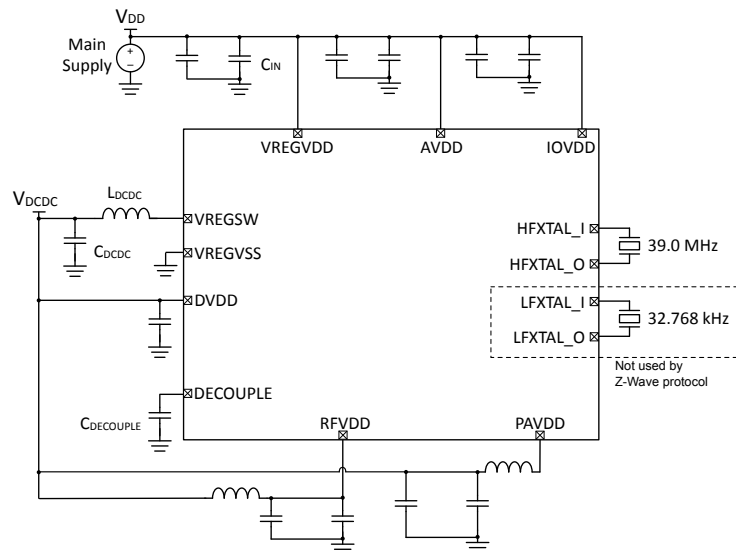 VDD
Main
Supply
+
−
CIN
VREGVDD
AVDD
IOVDD
VDCDC
LDCDC
VREGSW
CDCDC
VREGVSS
DVDD
DECOUPLE
CDECOUPLE
RFVDD
PAVDD
HFXTAL_I
39.0 MHz
HFXTAL_O
LFXTAL_I
32.768 kHz
LFXTAL_O
Not used by
Z-Wave protocol